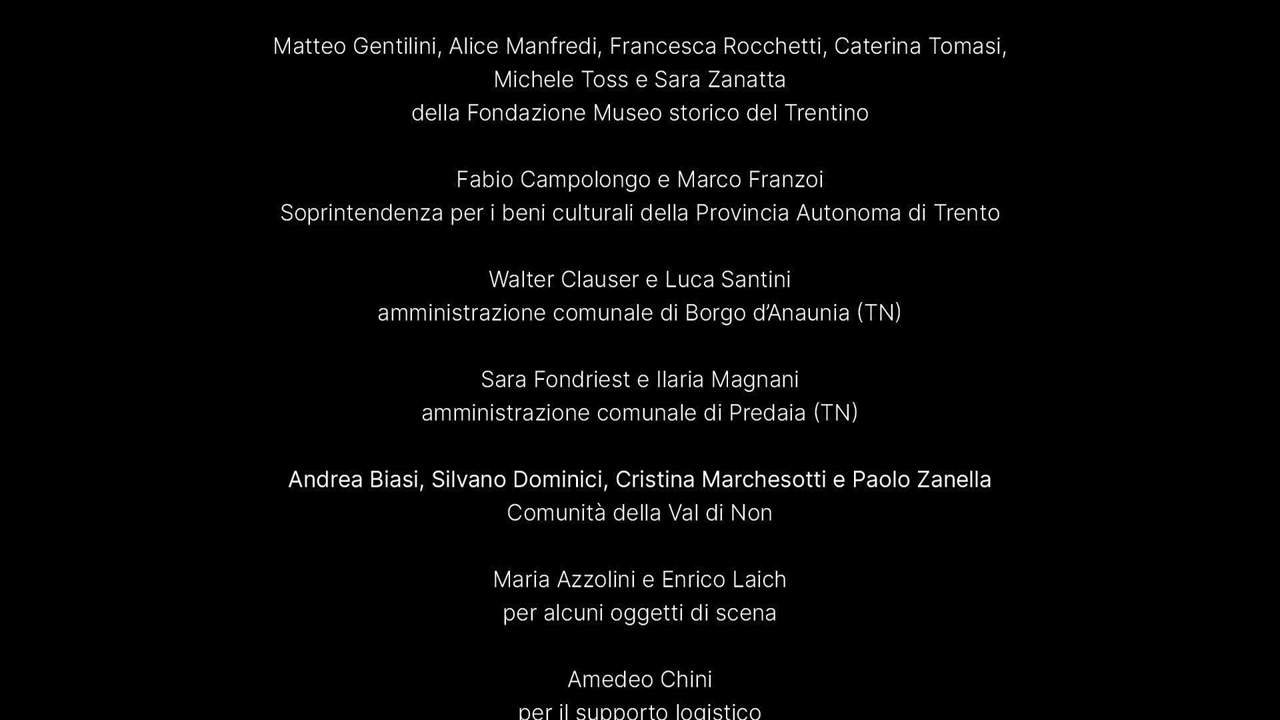 Matteo Gentilini, Alice Manfredi, Francesca Rocchetti, Caterina Tomasi,
Michele Toss e Sara Zanatta
della Fondazione Museo storico del Trentino
Fabio Campolongo e Marco Franzoi
Soprintendenza per i beni culturali della Provincia Autonoma di Trento
Walter Clauser e Luca Santini
amministrazione comunale di Borgo d’Anaunia (TN)
Sara Fondriest e Ilaria Magnani
amministrazione comunale di Predaia (TN)
Andrea Biasi, Silvano Dominici, Cristina Marchesotti e Paolo Zanella
Comunità della Val di Non
Maria Azzolini e Enrico Laich
per alcuni oggetti di scena
Amedeo Chini
per il supporto logistico